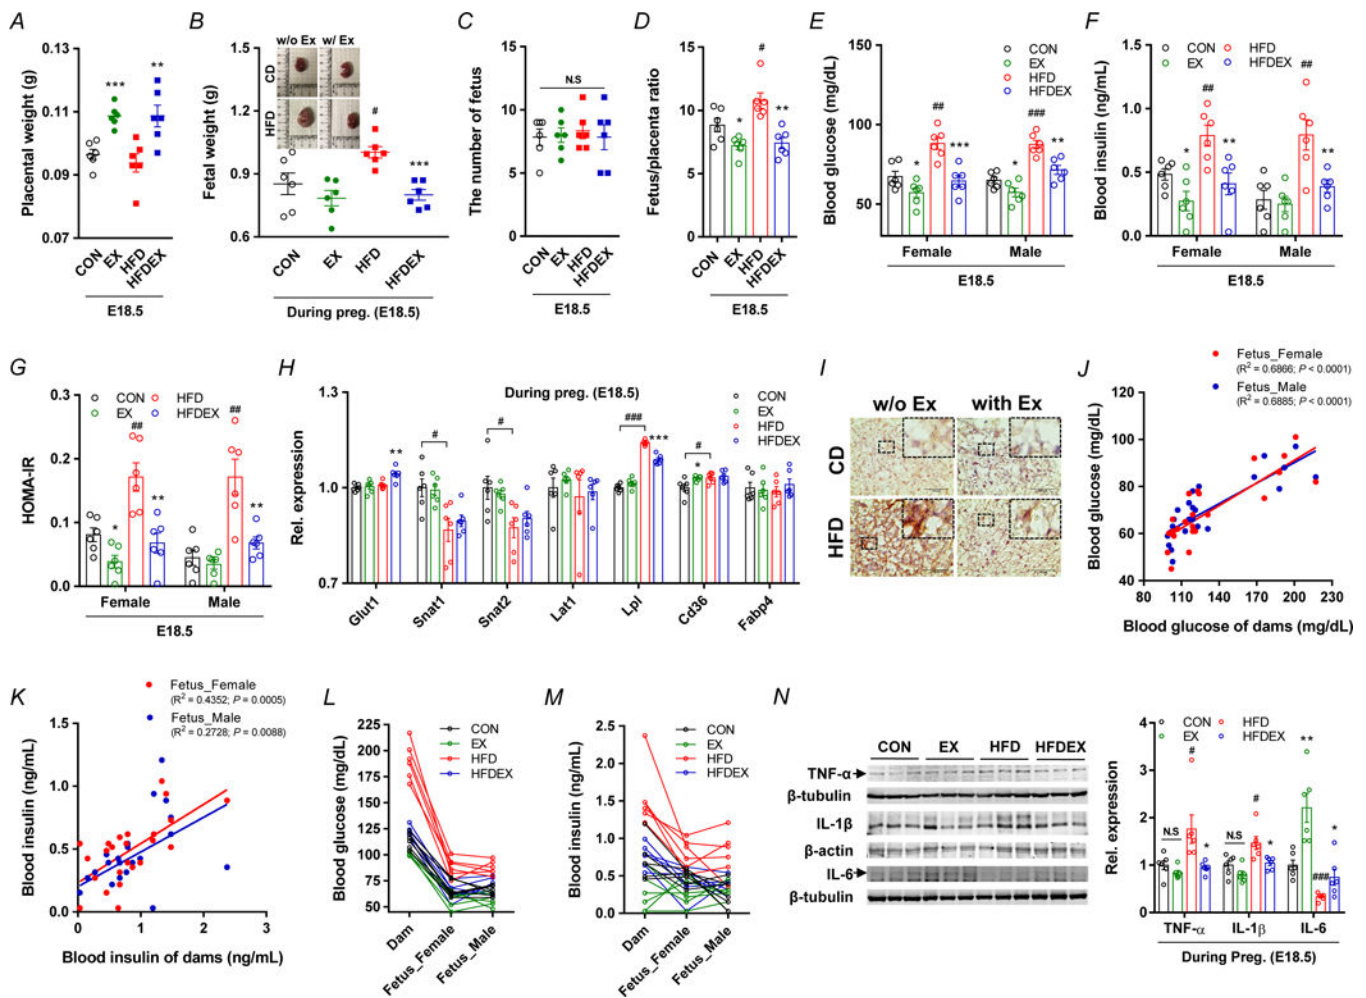 A
Placental weight (g)
0.13
0.11
0.09
0.07
***
**
CON
EX
HFD
HFDEX
E18.5
B
Fetal weight (g)
1.5
1.2
0.9
0.6
w/o Ex
w/ Ex
CD
HFD
#
***
CON
EX
HFD
HFDEX
During preg. (E18.5)
C
The number of fetus
15
10
5
0
N.S
CON
EX
HFD
HFDEX
E18.5
D
Fetus/placenta ratio
15
10
5
0
*
#
**
CON
EX
HFD
HFDEX
E18.5
E
Blood glucose (mg/dL)
200
150
100
50
CON
EX
HFD
HFDEX
*
##
***
*
###
**
Female
Male
E18.5
F
Blood insulin (ng/mL)
1.5
1.0
0.5
0.0
CON
EX
HFD
HFDEX
*
##
**
##
**
Female
Male
E18.5
G
HOMA-IR
0.3
0.2
0.1
0.0
CON
HFD
EX
HFDEX
*
##
**
##
**
Female
Male
E18.5
H
Rel. expression
1.3
1.0
0.7
During preg. (E18.5)
CON
EX
HFD
HFDEX
**
#
#
###
***
#
*
Glut1
Snat1
Snat2
Lat1
Lpl
Cd36
Fabp4
I
w/o Ex
with Ex
CD
HFD
J
Fetus_Female
(R² = 0.6866; P < 0.0001)
Fetus_Male
(R² = 0.6885; P < 0.0001)
Blood glucose (mg/dL)
120
100
80
60
40
80
110
140
170
200
230
Blood glucose of dams (mg/dL)
K
Fetus_Female
(R² = 0.4352; P = 0.0005)
Fetus_Male
(R² = 0.2728; P = 0.0088)
Blood insulin (ng/mL)
1.5
1.0
0.5
0.0
0
1
2
3
Blood insulin of dams (ng/mL)
L
Blood glucose (mg/dL)
225
200
175
150
125
100
75
50
CON
EX
HFD
HFDEX
Dam
Fetus_Female
Fetus_Male
M
Blood insulin (ng/mL)
2.5
2.0
1.5
1.0
0.5
0.0
CON
EX
HFD
HFDEX
Dam
Fetus_Female
Fetus_Male
N
CON
EX
HFD
HFDEX
TNF-α
β-tubulin
IL-1β
β-actin
IL-6
β-tubulin
Rel. expression
4
3
2
1
0
CON
HFD
EX
HFDEX
N.S
#
*
N.S
#
*
**
###
*
TNF-α
IL-1β
IL-6
During Preg. (E18.5)